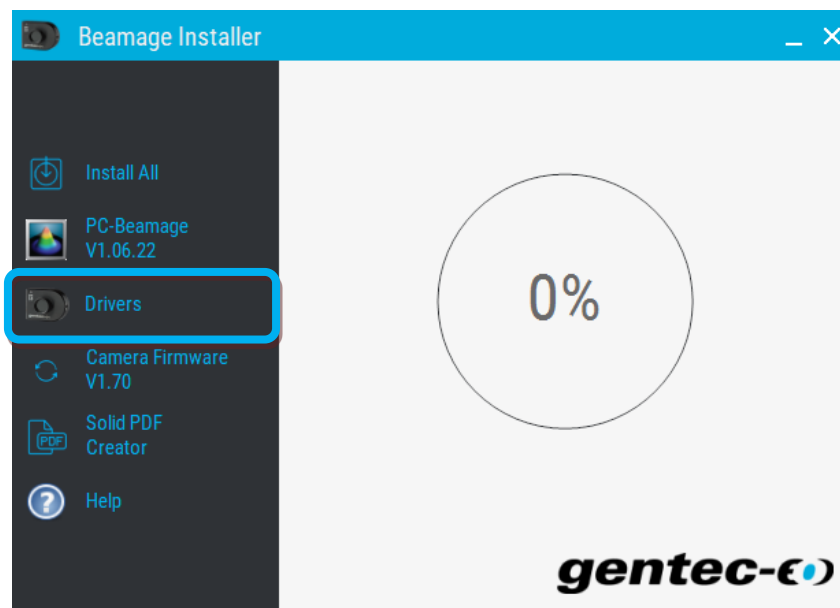 Beamage Installer
Install All
PC-Beamage
V1.06.22
Drivers
Camera Firmware
V1.70
PDF
Solid PDF
Creator
?
Help
0%
gentec-eo